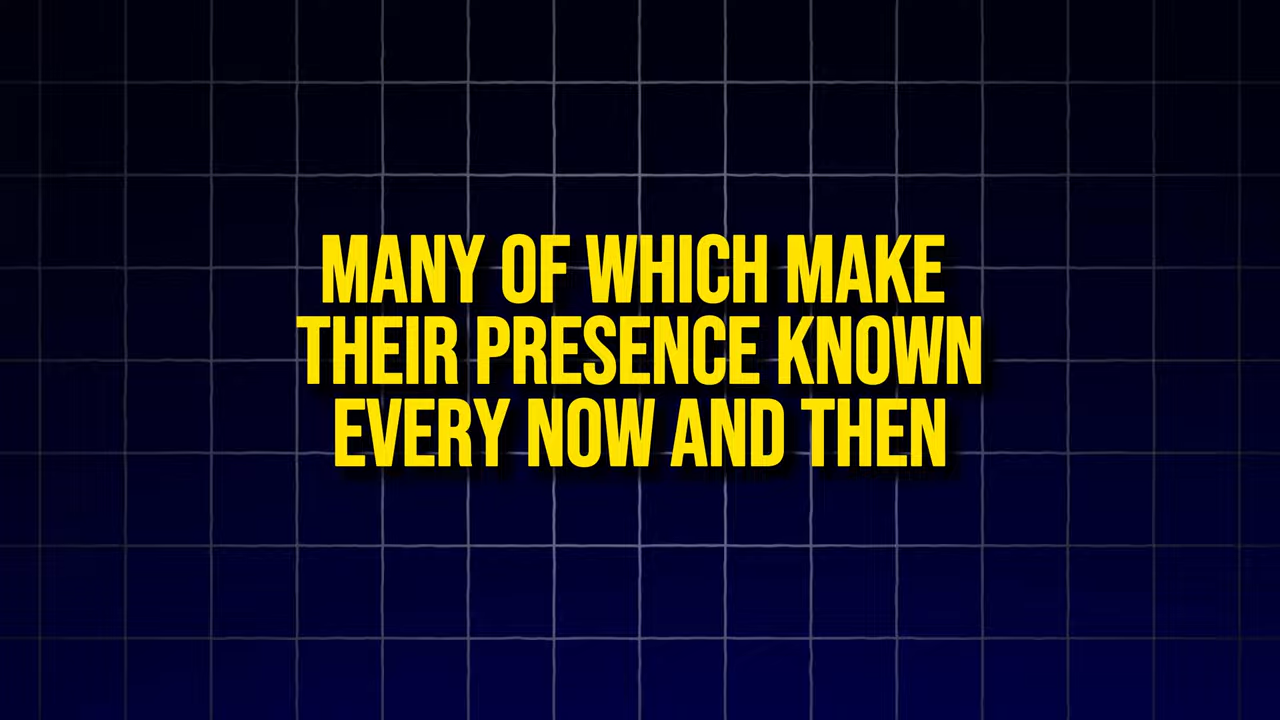 MANY OF WHICH MAKE
THEIR PRESENCE KNOWN
EVERY NOW AND THEN